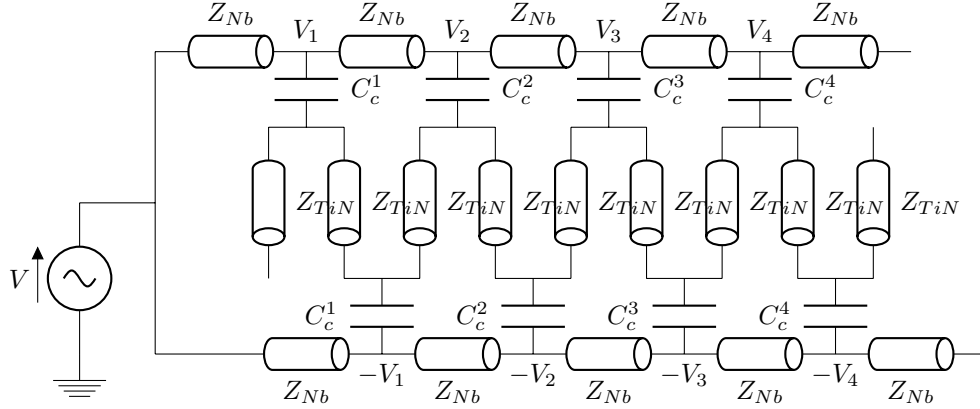 Z_{Nb} Z_{Nb} Z_{Nb} Z_{Nb} Z_{Nb}
V_1 V_2 V_3 V_4
C_c^1 C_c^2 C_c^3 C_c^4
Z_{TiN} Z_{TiN} Z_{TiN} Z_{TiN} Z_{TiN} Z_{TiN} Z_{TiN} Z_{TiN} Z_{TiN}
V
C_c^1 C_c^2 C_c^3 C_c^4
-V_1 -V_2 -V_3 -V_4
Z_{Nb} Z_{Nb} Z_{Nb} Z_{Nb} Z_{Nb}